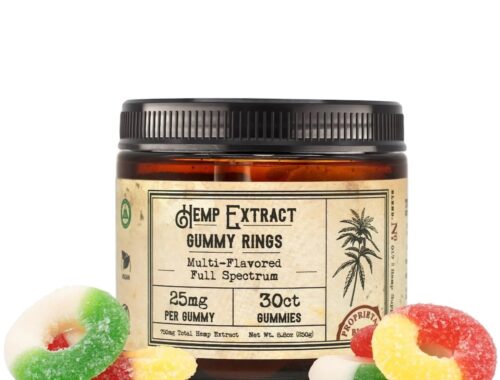 Hemp Extract
GUMMY RINGS
Multi-Flavored
Full Spectrum
25mg
PER GUMMY
30ct
GUMMIES
750mg Total Hemp Extract Net Wt. 8.8oz (250g)